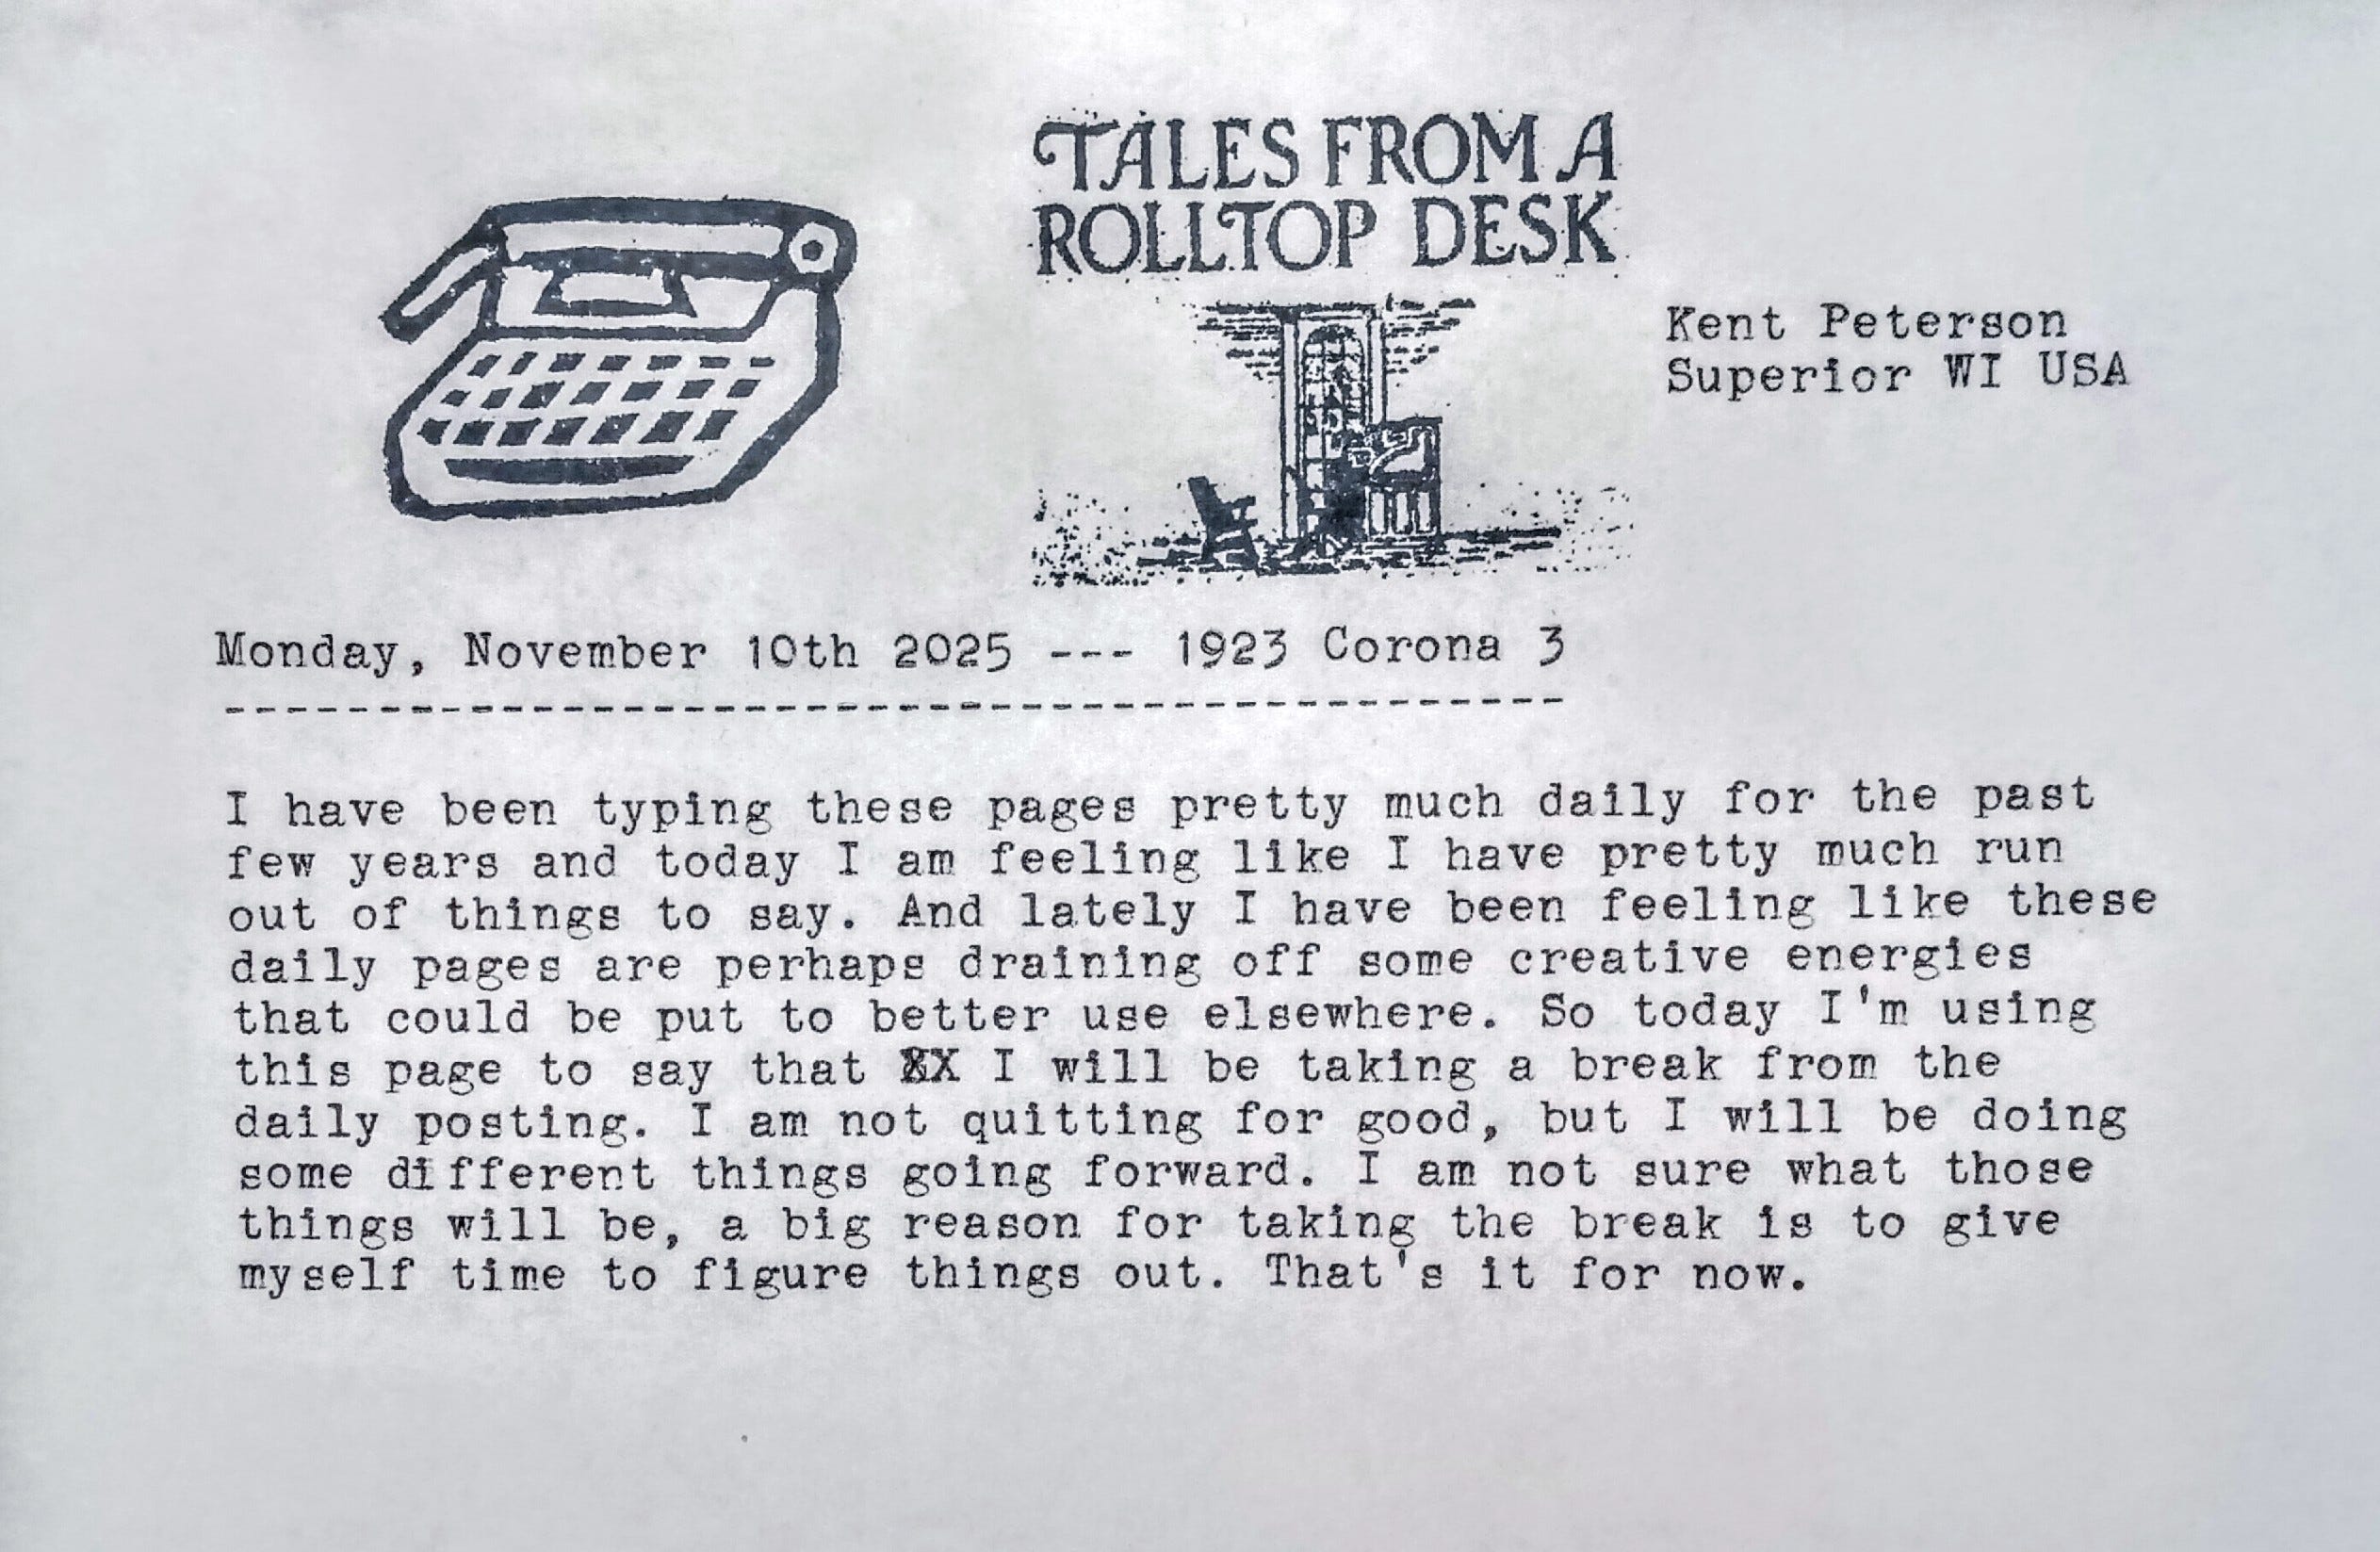 TALES FROM A
ROLLTOP DESK
Kent Peterson
Superior WI USA
Monday, November 10th 2025 --- 1923 Corona 3
--------------------------------------------
I have been typing these pages pretty much daily for the past
few years and today I am feeling like I have pretty much run
out of things to say. And lately I have been feeling like these
daily pages are perhaps draining off some creative energies
that could be put to better use elsewhere. So today I'm using
this page to say that XX I will be taking a break from the
daily posting. I am not quitting for good, but I will be doing
some different things going forward. I am not sure what those
things will be, a big reason for taking the break is to give
myself time to figure things out. That's it for now.